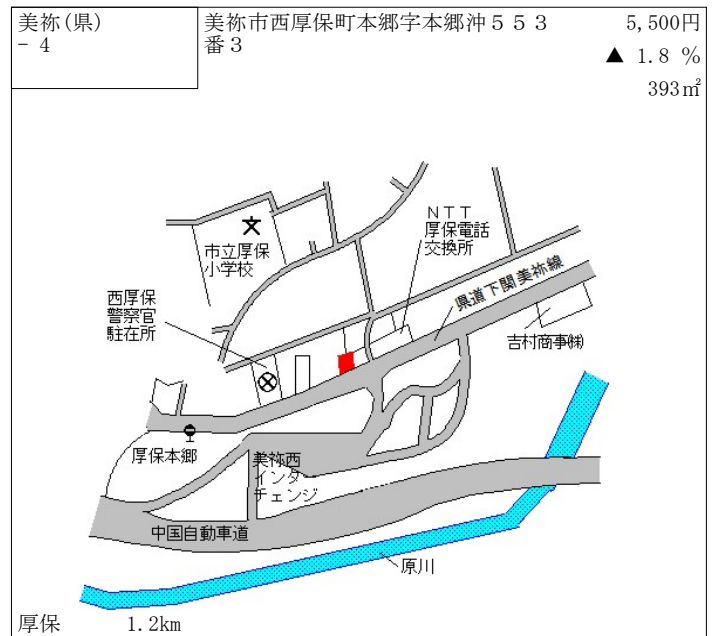 美祢(県)
- 4
美祢市西厚保町本郷字本郷沖５５３
番３
5,500円
▲ 1.8 %
393㎡
ＮＴＴ
厚保電話
交換所
市立厚保
小学校
県道下関美祢線
西厚保
警察官
駐在所
吉村商事㈱
厚保本郷
美祢西
インター
チェンジ
中国自動車道
原川
厚保 1.2km